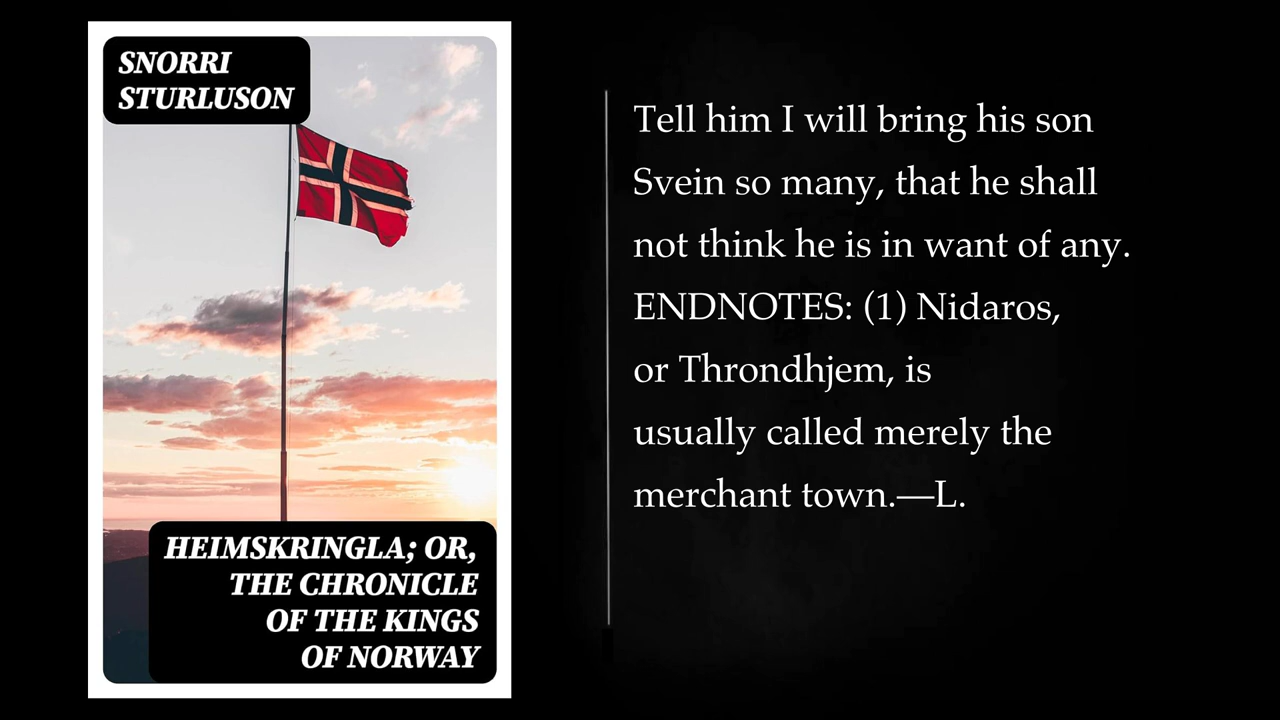 SNORRI
STURLUSON
HEIMSKRINGLA; OR,
THE CHRONICLE
OF THE KINGS
OF NORWAY
Tell him I will bring his son
Svein so many, that he shall
not think he is in want of any.
ENDNOTES: (1) Nidaros,
or Throndhjem, is
usually called merely the
merchant town.—L.